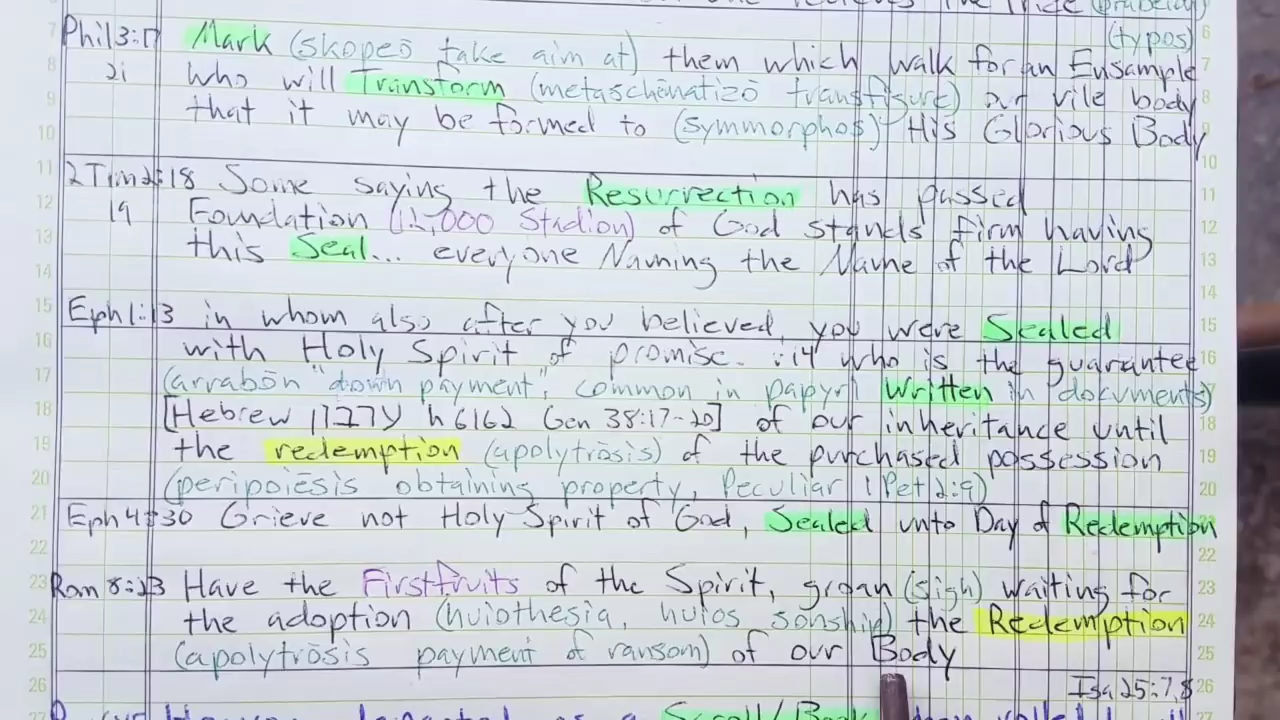 Phil 3:17 Mark (skopeō take aim at) them which walk for an Ensample (typos)
21 Who will Transform (metaschēmatizō transfigure) our vile body
that it may be formed to (symmorphos) His Glorious Body
2 Tim 2:18 Some saying the Resurrection has passed
19 Foundation (12,000 Stadion) of God stands firm having
this Seal... everyone Naming the Name of the Lord
Eph 1:13 in whom also after you believed, you were Sealed
with Holy Spirit of promise. :14 who is the guarantee
(arrabōn "down payment", common in papyri written in documents)
[Hebrew h6162 Gen 38:17-20] of our inheritance until
the redemption (apolytrōsis) of the purchased possession
(peripoiēsis obtaining property, Peculiar 1Pet 2:9)
Eph 4:30 Grieve not Holy Spirit of God, Sealed unto Day of Redemption
Rom 8:23 Have the Firstfruits of the Spirit, groan (sigh) waiting for
the adoption (huiothesia, huios sonship) the Redemption
(apolytrōsis payment of ransom) of our Body
Isa 25:7,8